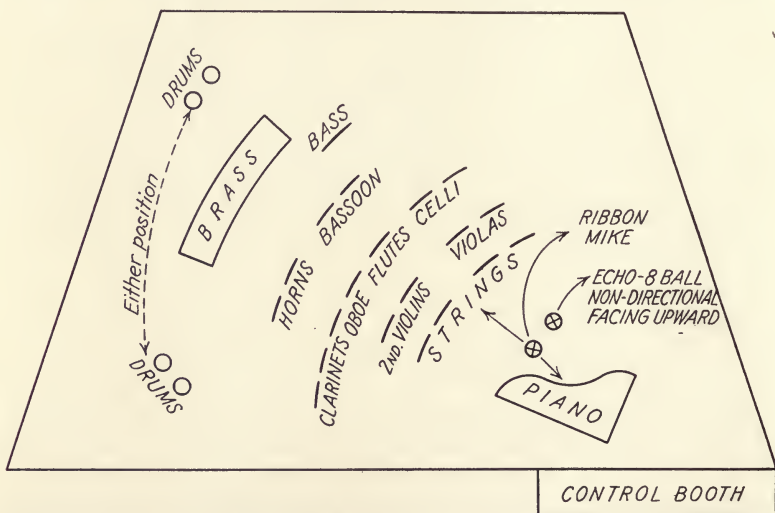 DRUMS
BASS
BRASS
Either position
BASSOON
CELLI
HORNS
FLUTES
VIOLAS
OBOE
CLARINETS
2ND. VIOLINS
STRINGS
RIBBON
MIKE
ECHO-8 BALL
NON-DIRECTIONAL
FACING UPWARD
DRUMS
PIANO
CONTROL BOOTH